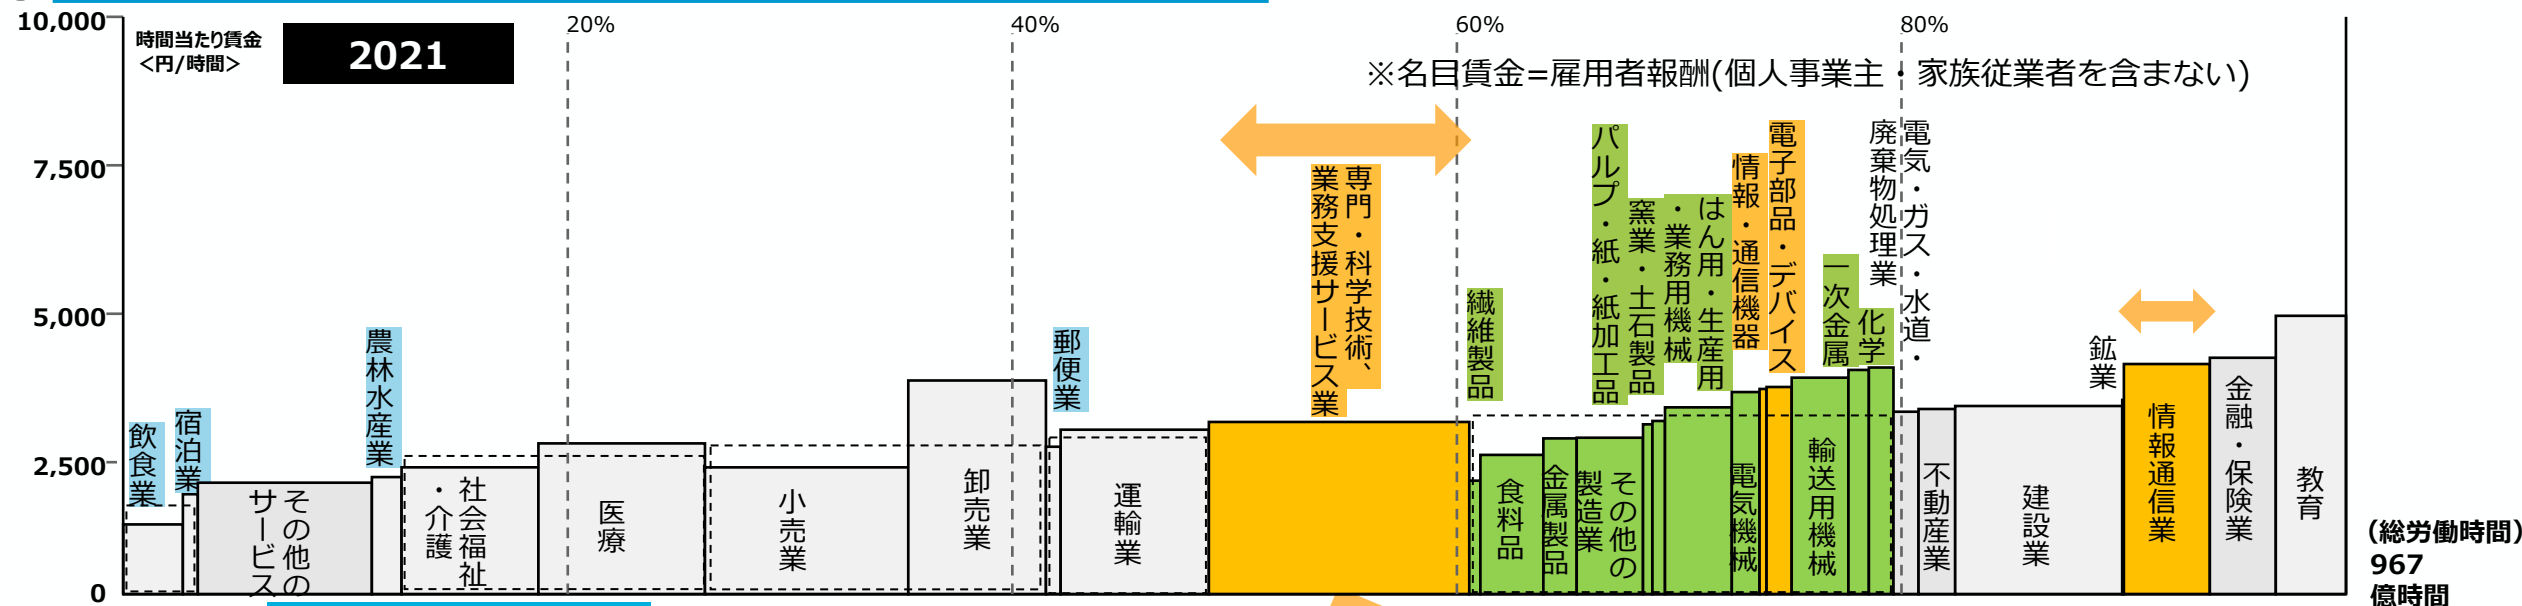 10,000
7,500
5,000
2,500
0
時間当たり賃金
<円/時間>
2021
20%
40%
60%
80%
※名目賃金=雇用者報酬(個人事業主・家族従業者を含まない)
飲食業
宿泊業
その他の
サービス
農林水産業
社会福祉
・介護
医療
小売業
卸売業
郵便業
運輸業
専門・科学技術、
業務支援サービス業
繊維製品
食料品
金属製品
その他の
製造業
パルプ・紙・紙加工品
窯業・土石製品
はん用・生産用
・業務用機械
電気機械
情報・通信機器
電子部品・デバイス
輸送用機械
一次金属
化学
電気・ガス・水道・
廃棄物処理業
不動産業
建設業
鉱業
情報通信業
金融・保険業
教育
(総労働時間)
967
億時間